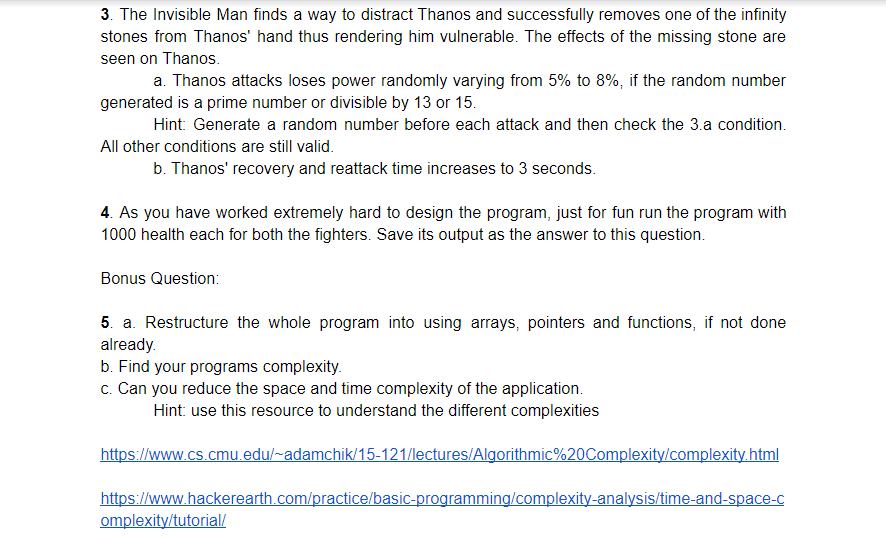 3. The Invisible Man finds a way to distract Thanos and successfully removes one of the infinity
stones from Thanos' hand thus rendering him vulnerable. The effects of the missing stone are
seen on Thanos.
a. Thanos attacks loses power randomly varying from 5% to 8%, if the random number
generated is a prime number or divisible by 13 or 15.
Hint: Generate a random number before each attack and then check the 3.a condition.
All other conditions are still valid.
b. Thanos' recovery and reattack time increases to 3 seconds.
4. As you have worked extremely hard to design the program, just for fun run the program with
1000 health each for both the fighters. Save its output as the answer to this question.
Bonus Question:
5. a. Restructure the whole program into using arrays, pointers and functions, if not done
already.
b. Find your programs complexity.
c. Can you reduce the space and time complexity of the application.
Hint: use this resource to understand the different complexities
https://www.cs.cmu.edu/~adamchik/15-121/lectures/Algorithmic%20Complexity/complexity.html
https://www.hackerearth.com/practice/basic-programming/complexity-analysis/time-and-space-c
omplexity/tutorial/